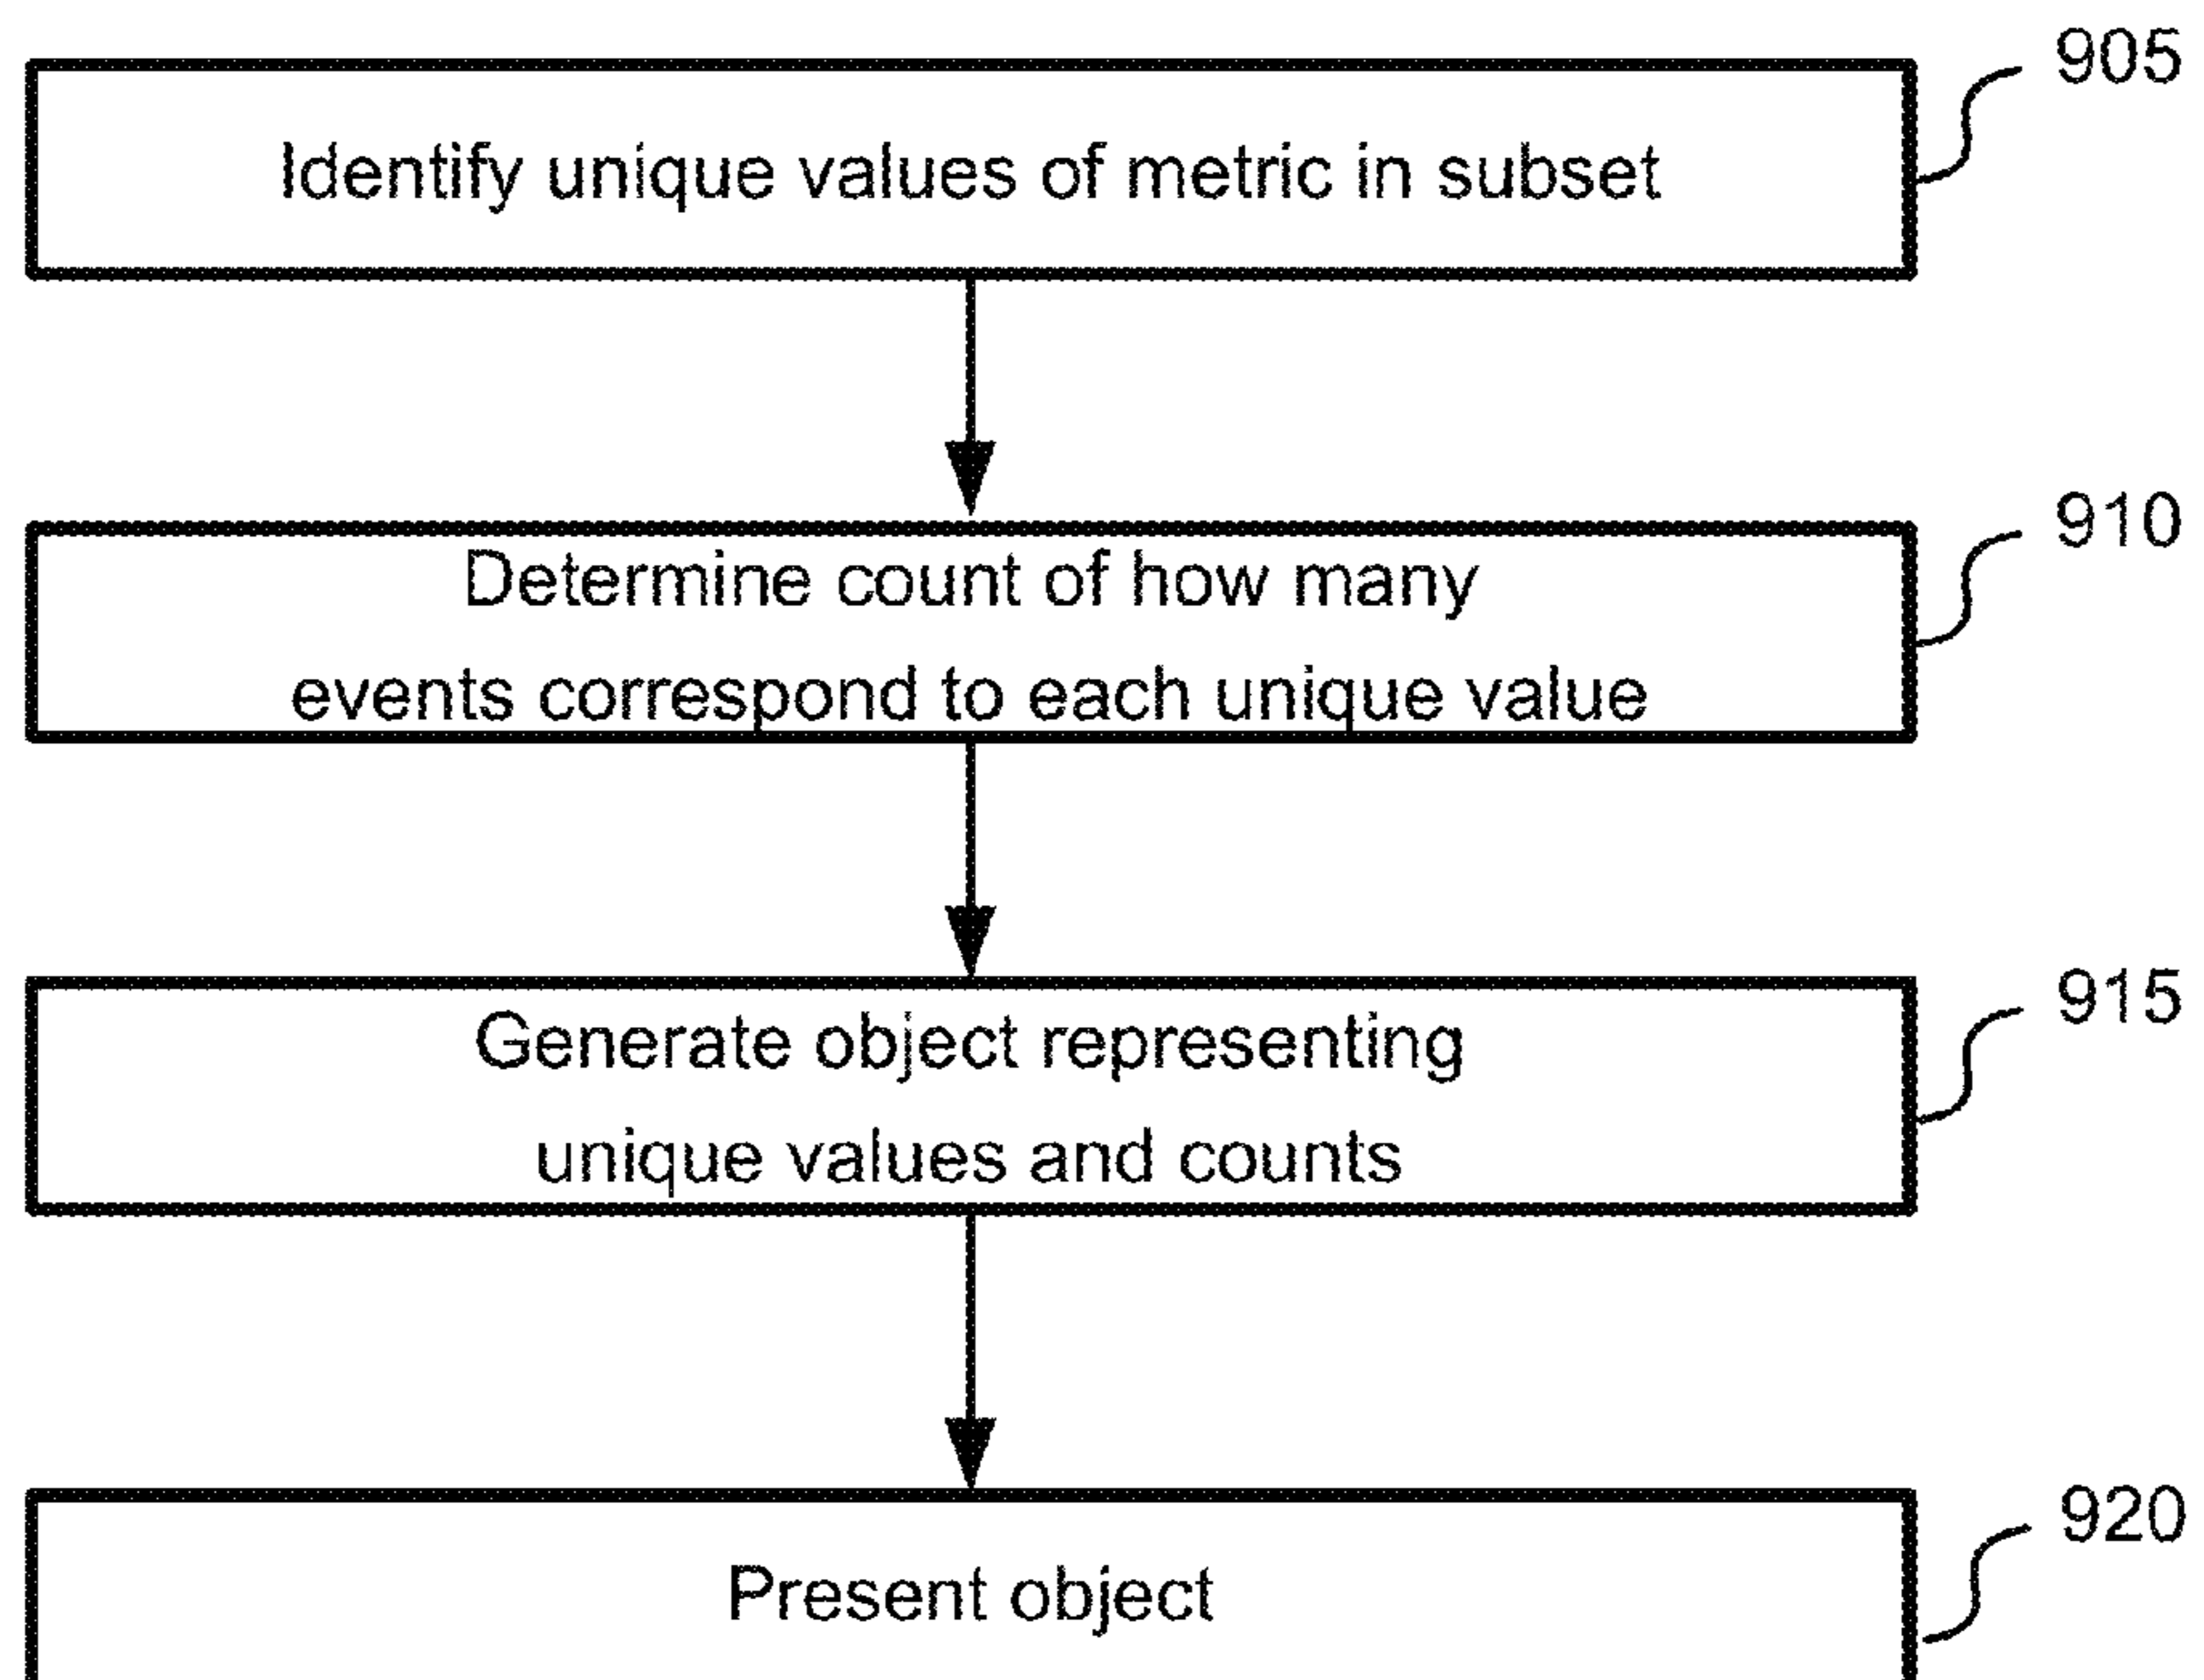 905
Identify unique values of metric in subset
910
Determine count of how many
events correspond to each unique value
915
Generate object representing
unique values and counts
920
Present object